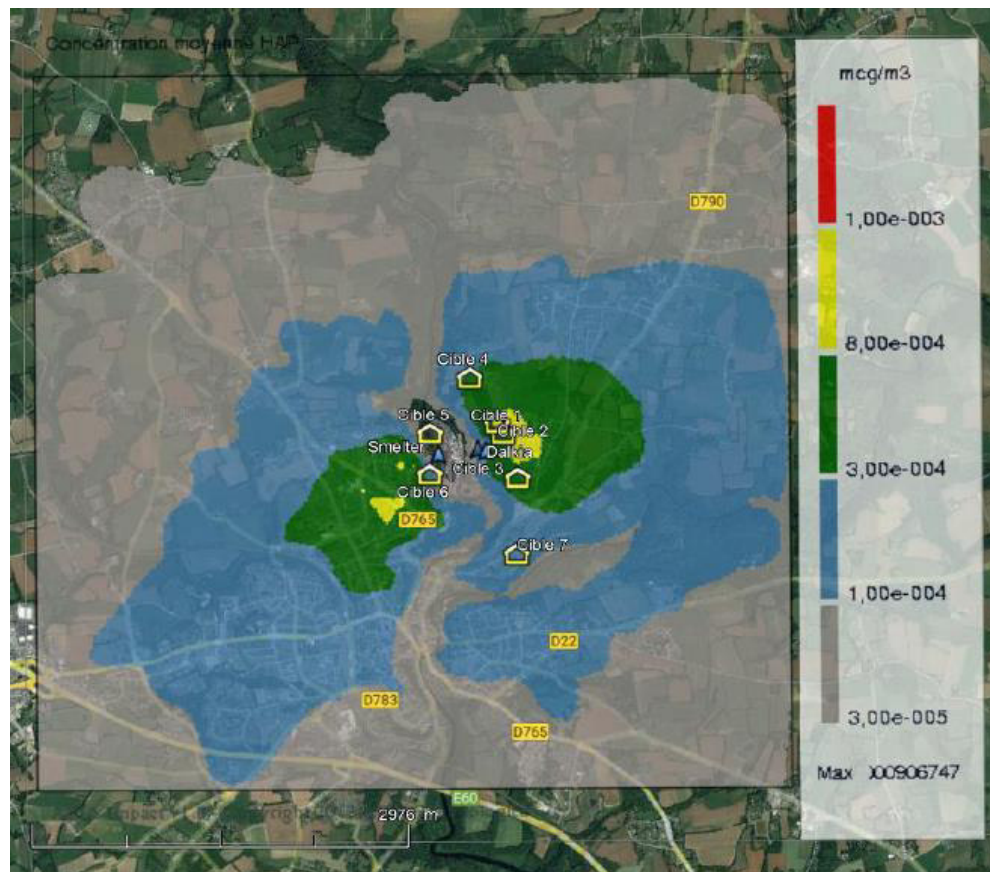 Concentration moyenne HAP
mcg/m3
D790
1,00e-003
8,00e-004
Cible 4
Cible 5
Cible 1
Cible 2
Smelter
Dalkia
Cible 3
3,00e-004
Cible 6
D765
Cible 7
1,00e-004
D22
D783
3,00e-005
D765
Max
00906747
E60
2976 m